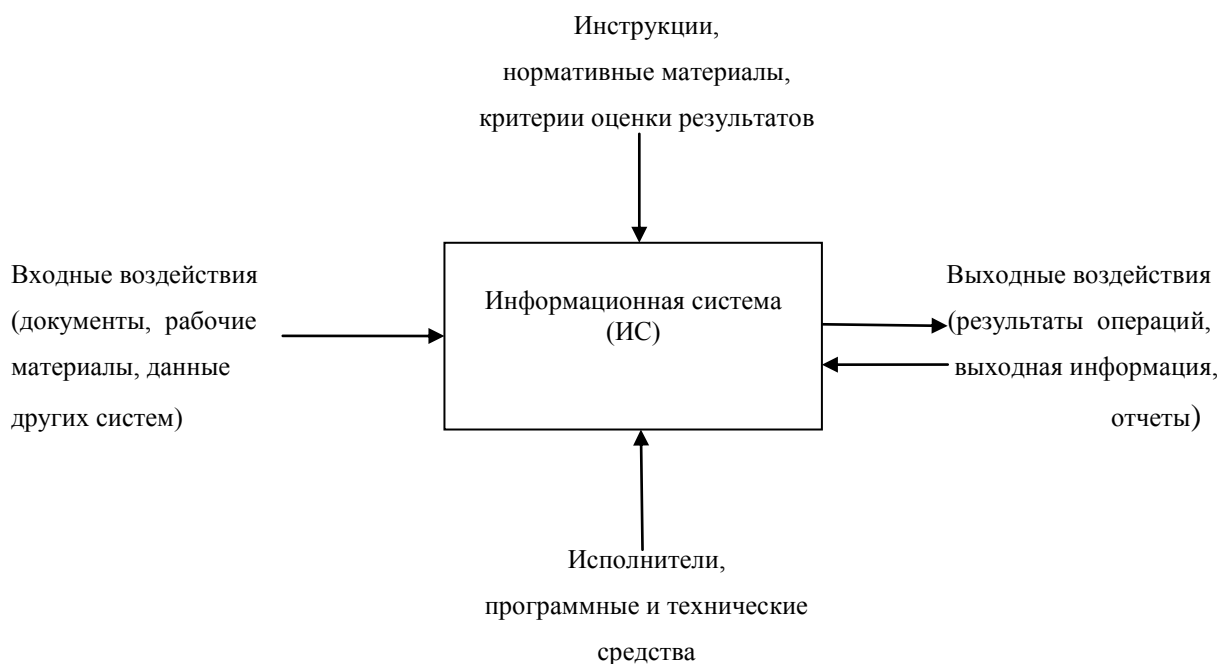 Инструкции,
нормативные материалы,
критерии оценки результатов
Входные воздействия
(документы, рабочие
материалы, данные
других систем)
Информационная система
(ИС)
Выходные воздействия
(результаты операций,
выходная информация,
отчеты)
Исполнители,
программные и технические
средства